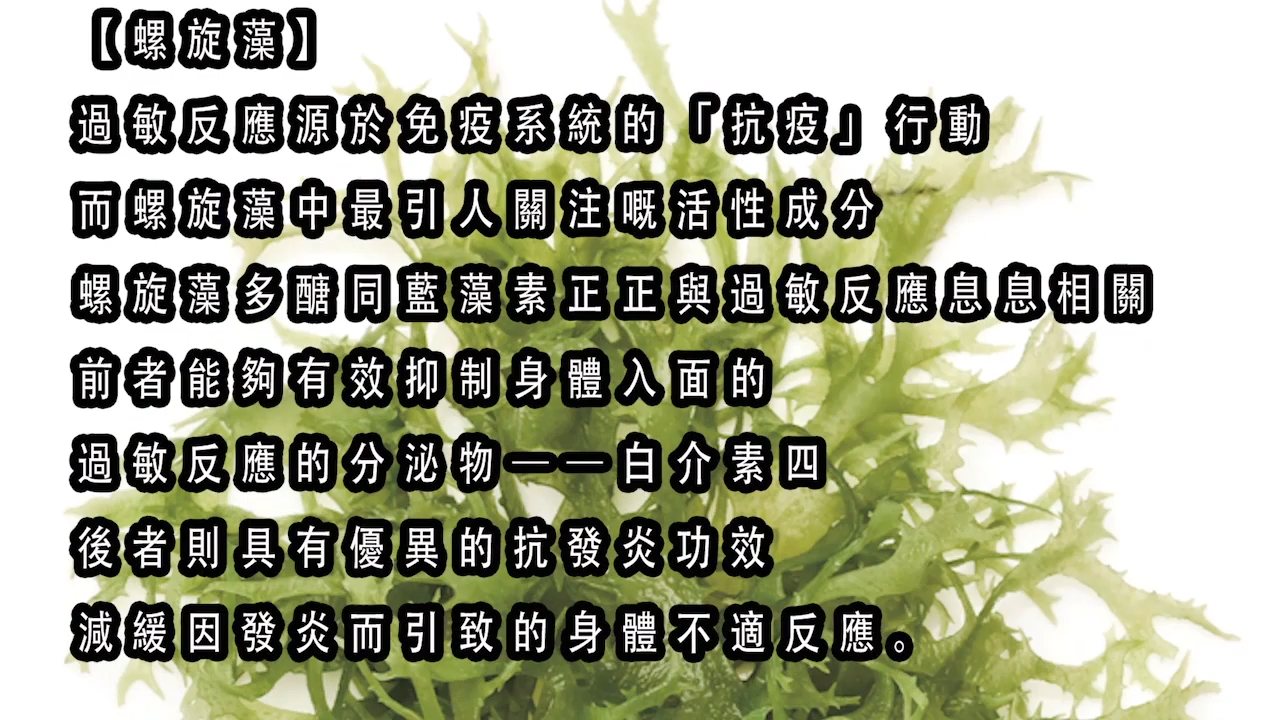 【螺旋藻】
過敏反應源於免疫系統的『抗疫』行動
而螺旋藻中最引人關注嘅活性成分
螺旋藻多醣同藍藻素正正與過敏反應息息相關
前者能夠有效抑制身體入面的
過敏反應的分泌物——白介素四
後者則具有優異的抗發炎功效
減緩因發炎而引致的身體不適反應。